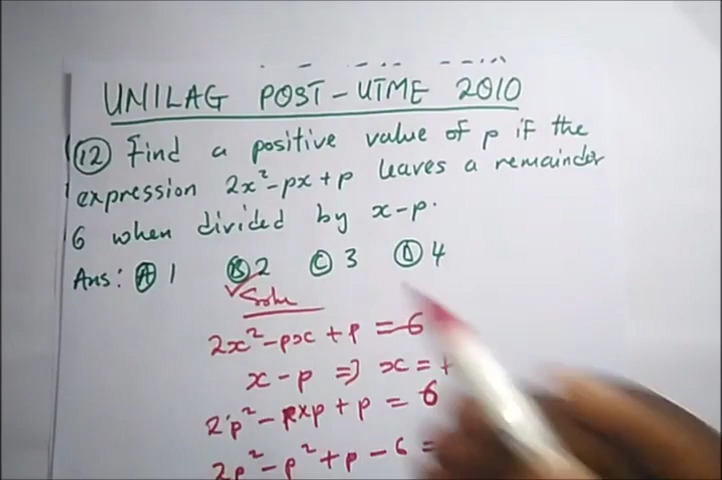 UNILAG POST-UTME 2010
(12) Find a positive value of p if the
expression 2x²-px+p leaves a remainder
6 when divided by x-p.
Ans: (A) 1 (B) 2 (C) 3 (D) 4
Soln
2x²-px+p=6
x-p ⇒ x=
2p²-pxp+p=6
2p²-p²+p-6=